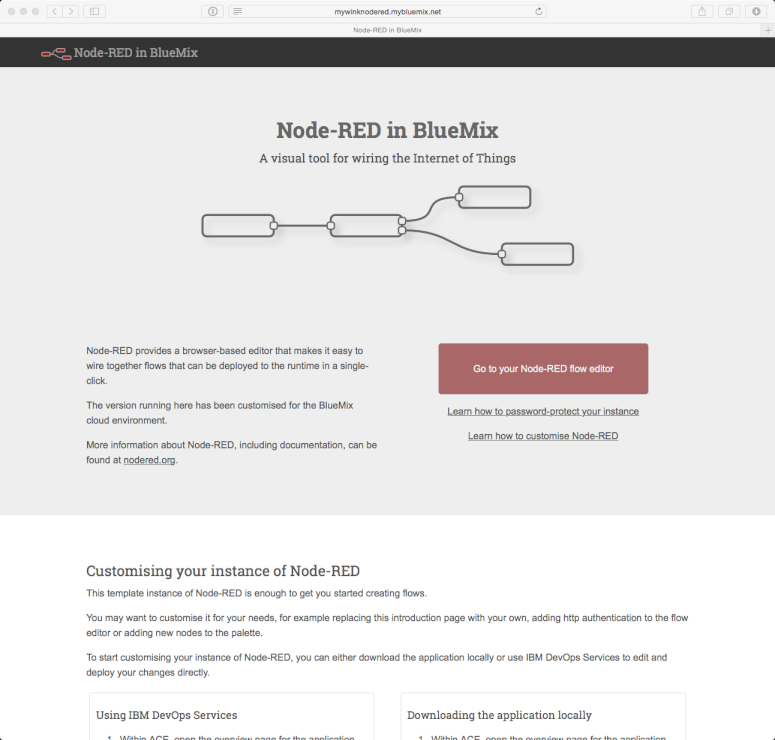 mywinknodered.mybluemix.net
Node-RED in BlueMix
Node-RED in BlueMix
Node-RED in BlueMix
A visual tool for wiring the Internet of Things
Node-RED provides a browser-based editor that makes it easy to
wire together flows that can be deployed to the runtime in a single-
click.
The version running here has been customised for the BlueMix
cloud environment.
More information about Node-RED, including documentation, can be
found at nodered.org.
Go to your Node-RED flow editor
Learn how to password-protect your instance
Learn how to customise Node-RED
Customising your instance of Node-RED
This template instance of Node-RED is enough to get you started creating flows.
You may want to customise it for your needs, for example replacing this introduction page with your own, adding http authentication to the flow
editor or adding new nodes to the palette.
To start customising your instance of Node-RED, you can either download the application locally or use IBM DevOps Services to edit and
deploy your changes directly.
Using IBM DevOps Services
1. Within ACE, open the overview page for the application
Downloading the application locally
1. Within ACE, open the overview page for the application